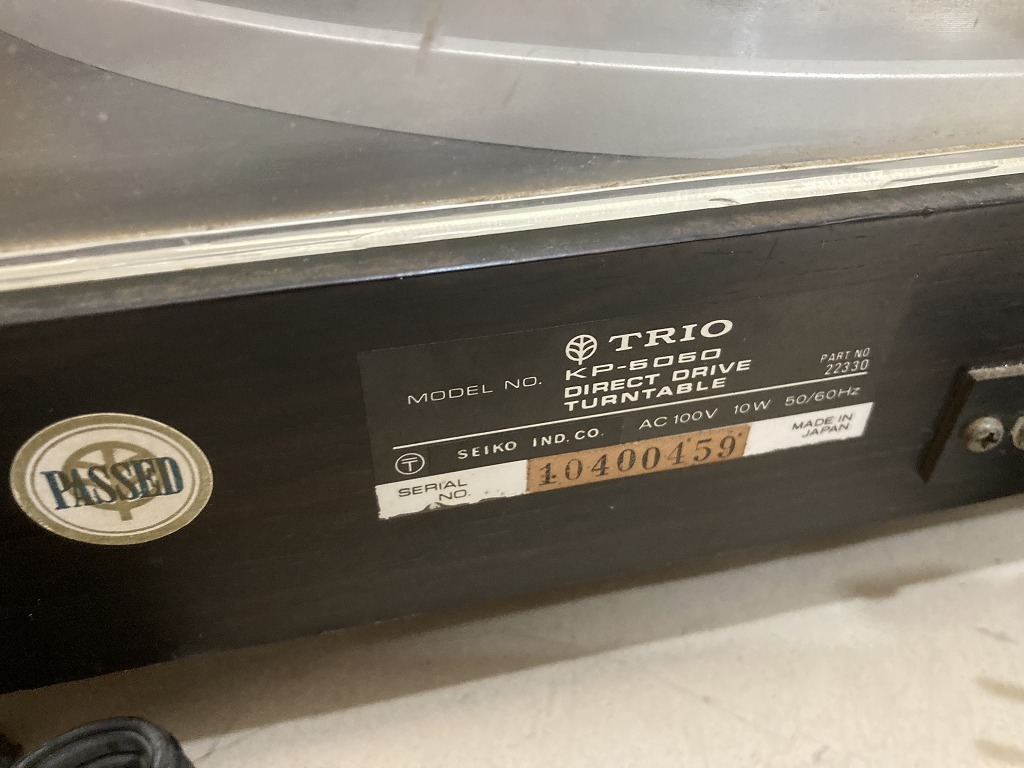 TRIO
MODEL NO. KP-5050
DIRECT DRIVE
TURNTABLE
PART NO
22330
SEIKO IND. CO. AC 100V 10W 50/60Hz
SERIAL NO. 10400459
MADE IN
JAPAN
PASSED